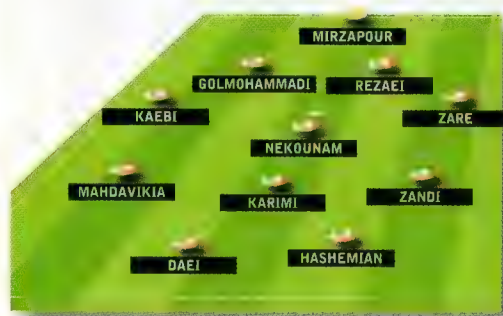 MIRZAPOUR
GOLMOHAMMADI
REZAEI
KAEBI
ZARE
NEKOUNAM
MAHDAVIKIA
KARIMI
ZANDI
DAEI
HASHEMIAN